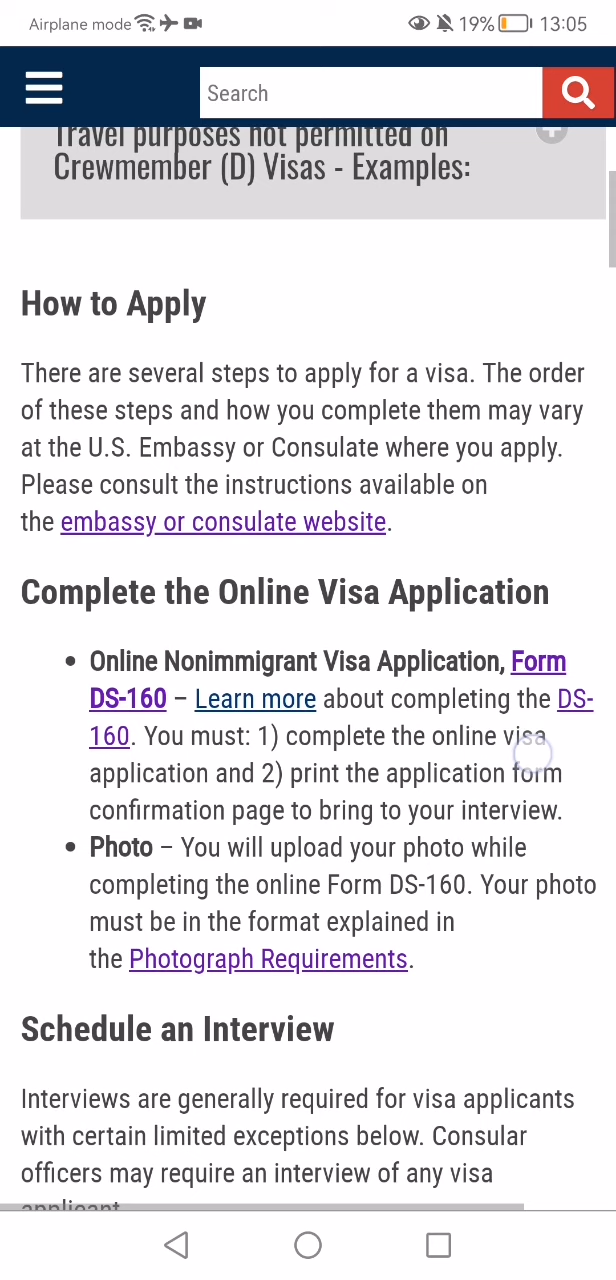 Airplane mode 19% 13:05
Search
Travel purposes not permitted on
Crewmember (D) Visas - Examples:
How to Apply
There are several steps to apply for a visa. The order
of these steps and how you complete them may vary
at the U.S. Embassy or Consulate where you apply.
Please consult the instructions available on
the embassy or consulate website.
Complete the Online Visa Application
• Online Nonimmigrant Visa Application, Form
DS-160 – Learn more about completing the DS-
160. You must: 1) complete the online visa
application and 2) print the application form
confirmation page to bring to your interview.
• Photo – You will upload your photo while
completing the online Form DS-160. Your photo
must be in the format explained in
the Photograph Requirements.
Schedule an Interview
Interviews are generally required for visa applicants
with certain limited exceptions below. Consular
officers may require an interview of any visa
applicant.